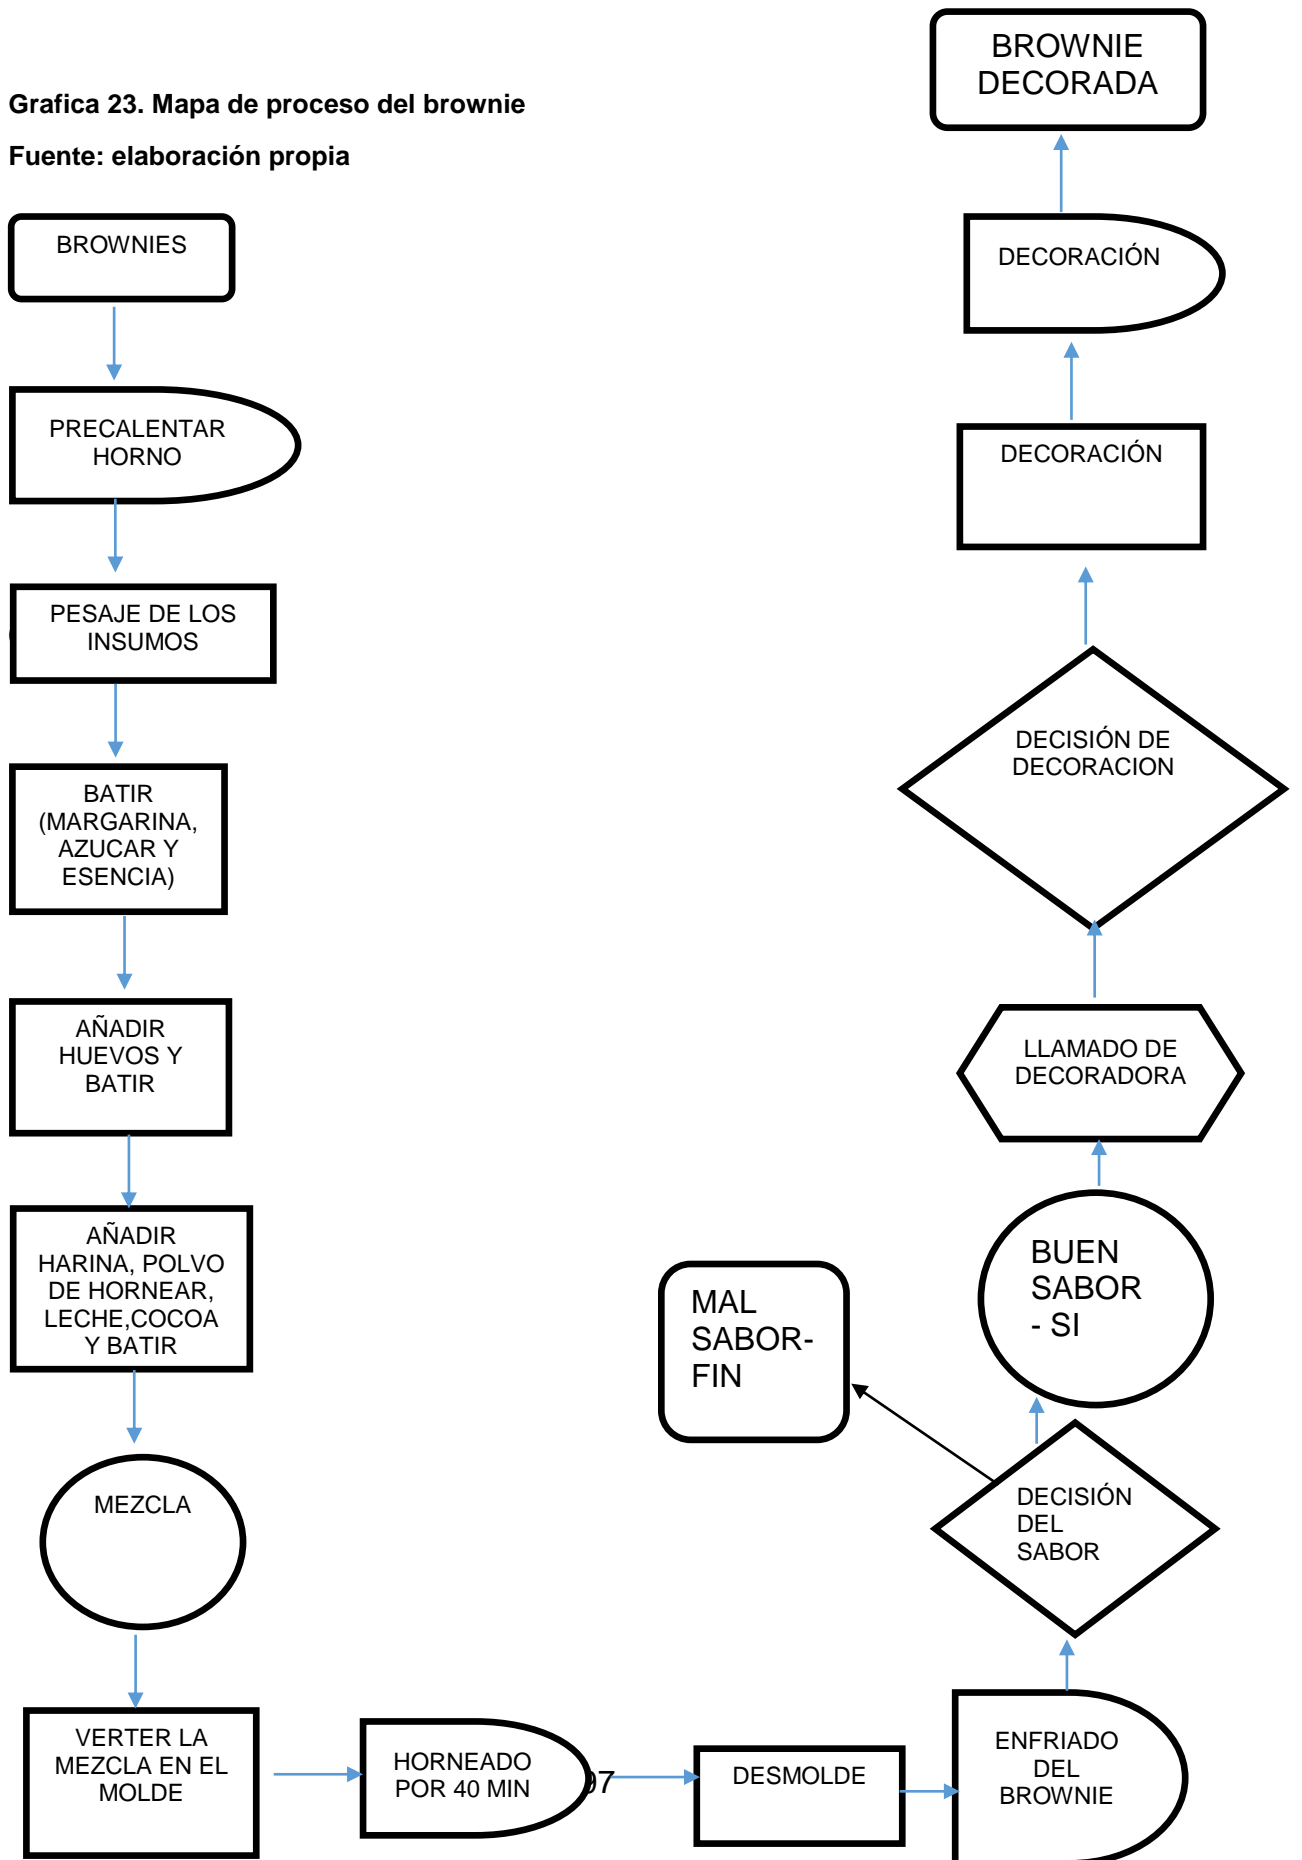 Grafica 23. Mapa de proceso del brownie
Fuente: elaboración propia
BROWNIES
PRECALENTAR
HORNO
PESAJE DE LOS
INSUMOS
BATIR
(MARGARINA,
AZUCAR Y
ESENCIA)
AÑADIR
HUEVOS Y
BATIR
AÑADIR
HARINA, POLVO
DE HORNEAR,
LECHE,COCOA
Y BATIR
MEZCLA
VERTER LA
MEZCLA EN EL
MOLDE
HORNEADO
POR 40 MIN
97
DESMOLDE
ENFRIADO
DEL
BROWNIE
DECISIÓN
DEL
SABOR
MAL
SABOR-
FIN
BUEN
SABOR
- SI
LLAMADO DE
DECORADORA
DECISIÓN DE
DECORACION
DECORACIÓN
DECORACIÓN
BROWNIE
DECORADA